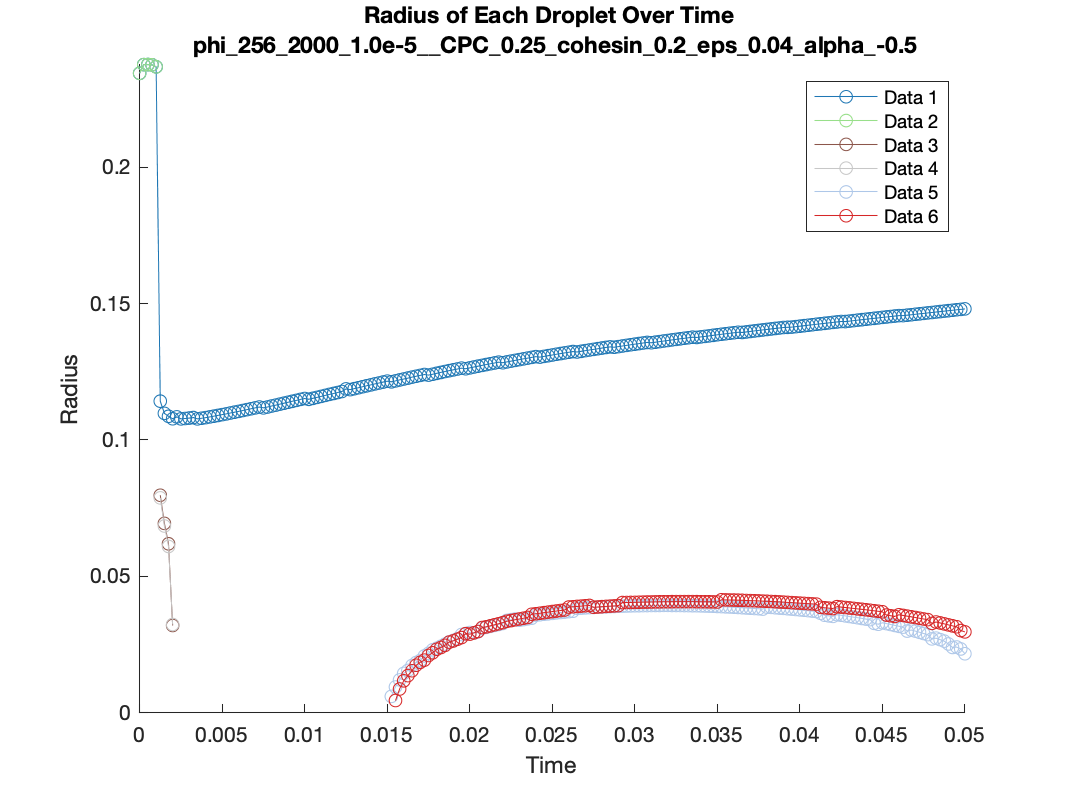 Radius of Each Droplet Over Time
phi_256_2000_1.0e-5__CPC_0.25_cohesin_0.2_eps_0.04_alpha_-0.5
Data 1
Data 2
Data 3
Data 4
Data 5
Data 6
0.2
0.15
0.1
0.05
0
Radius
0 0.005 0.01 0.015 0.02 0.025 0.03 0.035 0.04 0.045 0.05
Time